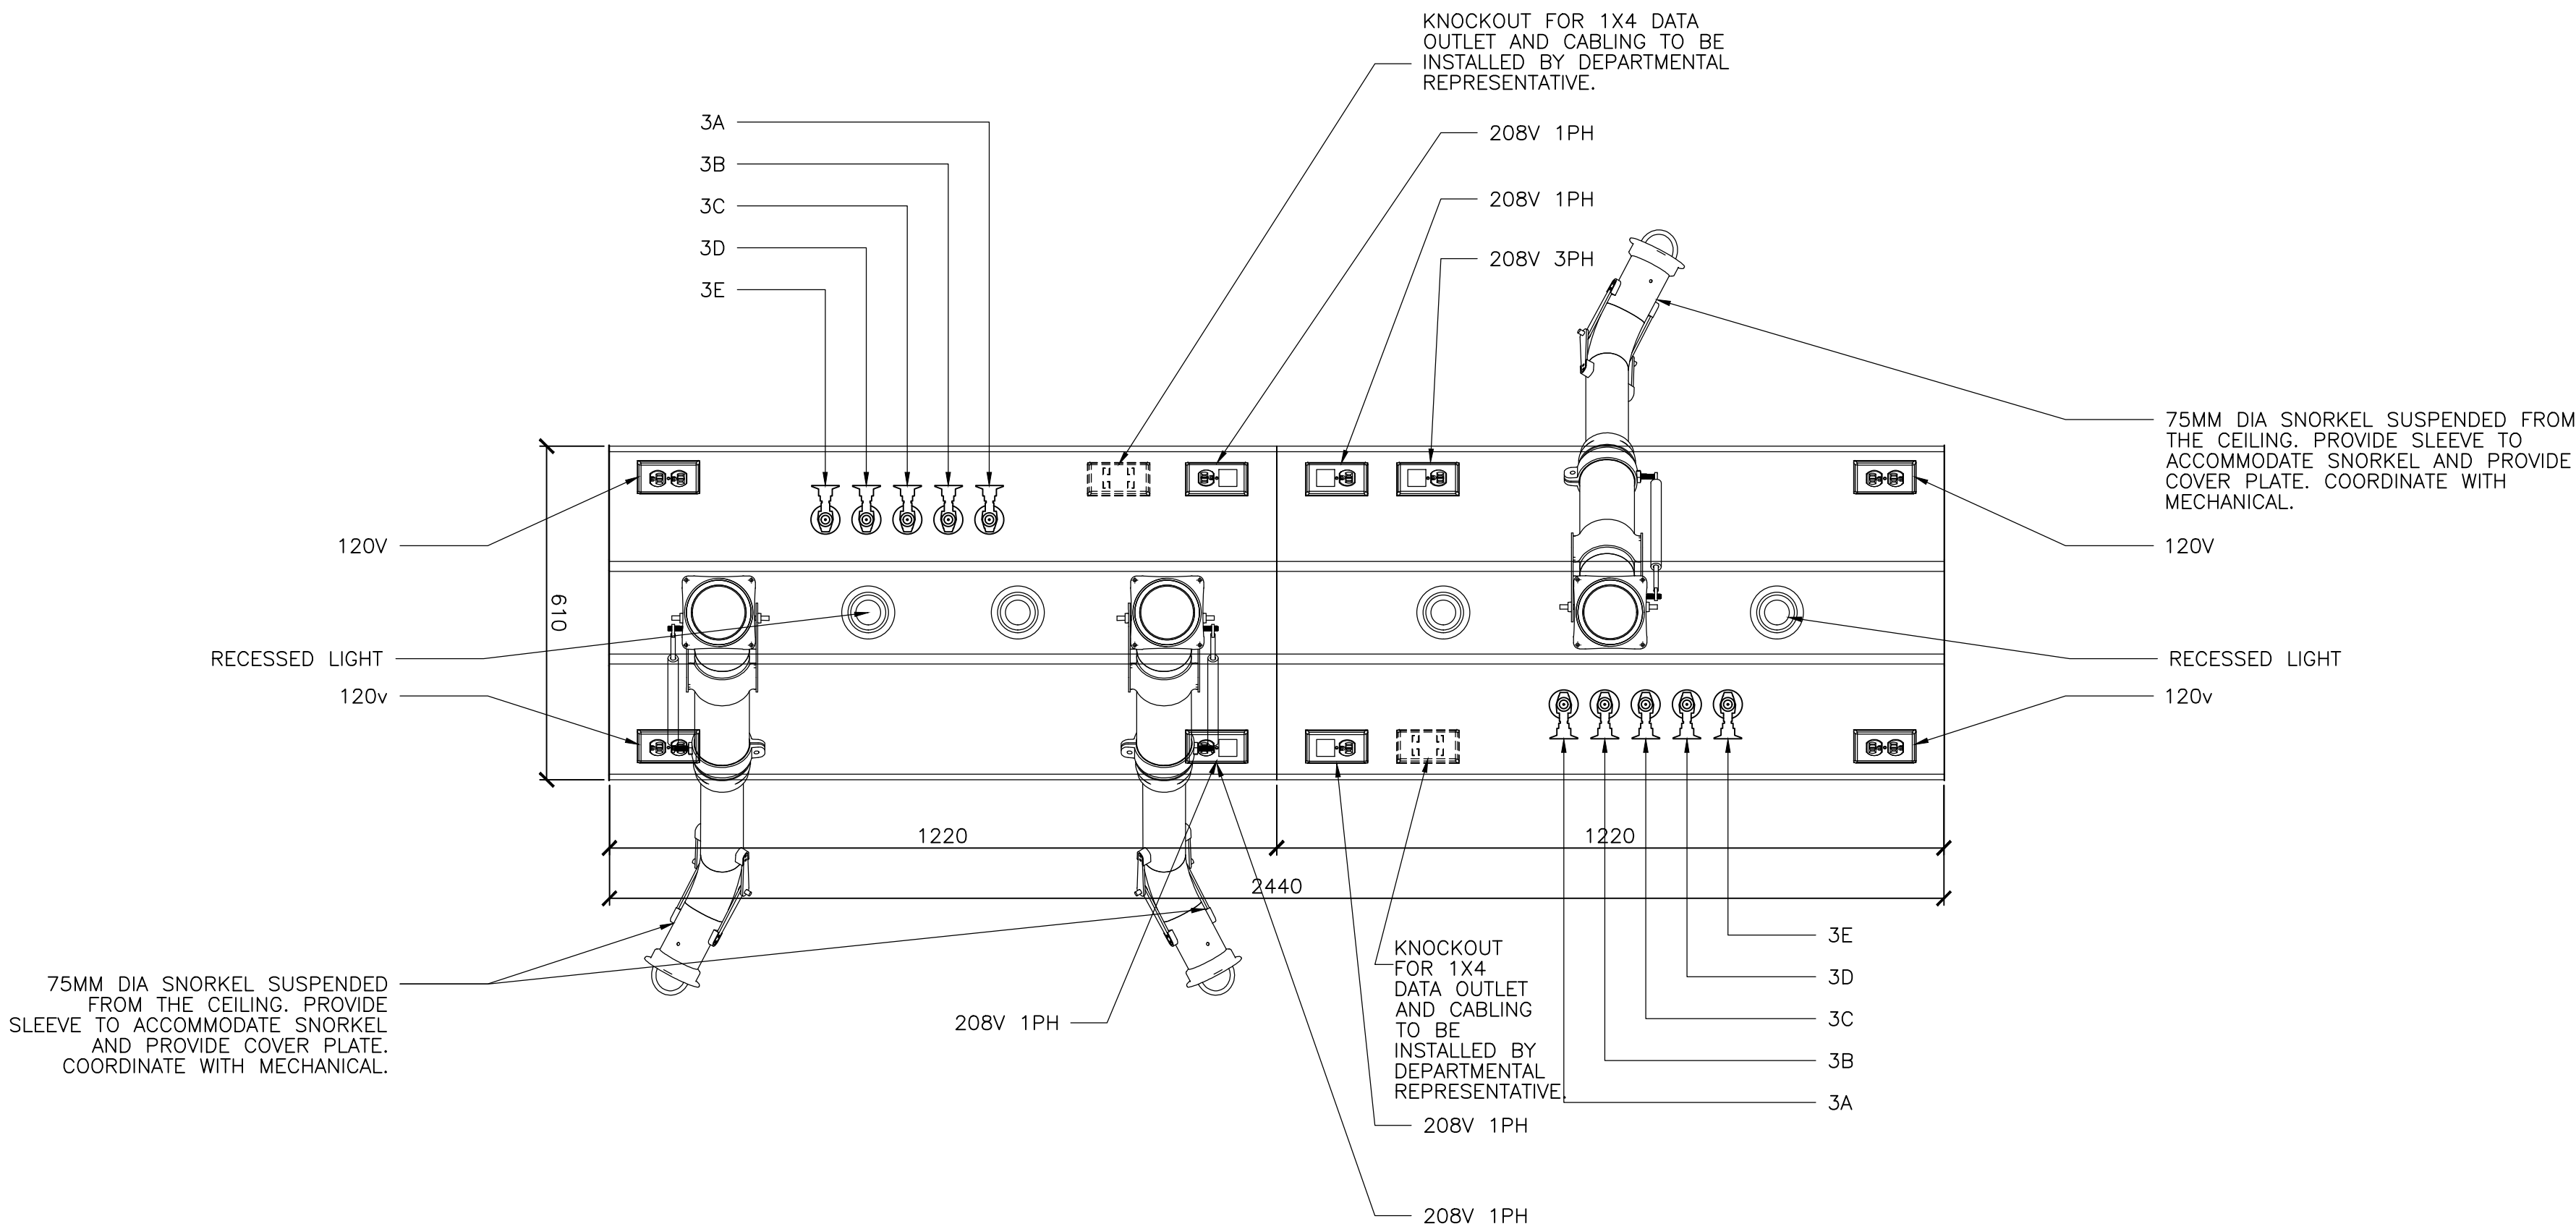 KNOCKOUT FOR 1X4 DATA
OUTLET AND CABLING TO BE
INSTALLED BY DEPARTMENTAL
REPRESENTATIVE.
3A
3B
3C
3D
3E
208V 1PH
208V 1PH
208V 3PH
75MM DIA SNORKEL SUSPENDED FROM
THE CEILING. PROVIDE SLEEVE TO
ACCOMMODATE SNORKEL AND PROVIDE
COVER PLATE. COORDINATE WITH
MECHANICAL.
120V
120V
610
RECESSED LIGHT
RECESSED LIGHT
120v
120v
1220
1220
2440
75MM DIA SNORKEL SUSPENDED
FROM THE CEILING. PROVIDE
SLEEVE TO ACCOMMODATE SNORKEL
AND PROVIDE COVER PLATE.
COORDINATE WITH MECHANICAL.
208V 1PH
KNOCKOUT
FOR 1X4
DATA OUTLET
AND CABLING
TO BE
INSTALLED BY
DEPARTMENTAL
REPRESENTATIVE.
3E
3D
3C
3B
3A
208V 1PH
208V 1PH